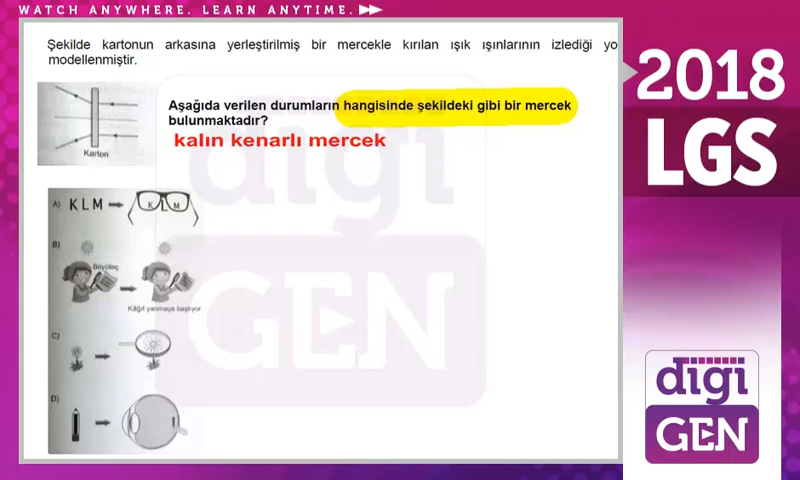 WATCH ANYWHERE. LEARN ANYTIME.
Şekilde kartonun arkasına yerleştirilmiş bir mercekle kırılan ışık ışınlarının izlediği yo
modellenmiştir.
2018
LGS
Karton
Aşağıda verilen durumların hangisinde şekildeki gibi bir mercek
bulunmaktadır?
kalın kenarlı mercek
A) K L M K L M
B)
Büyüteç
Kâğıt yanmaya başlıyor.
C)
D)
digi
GEN
digi
GEN